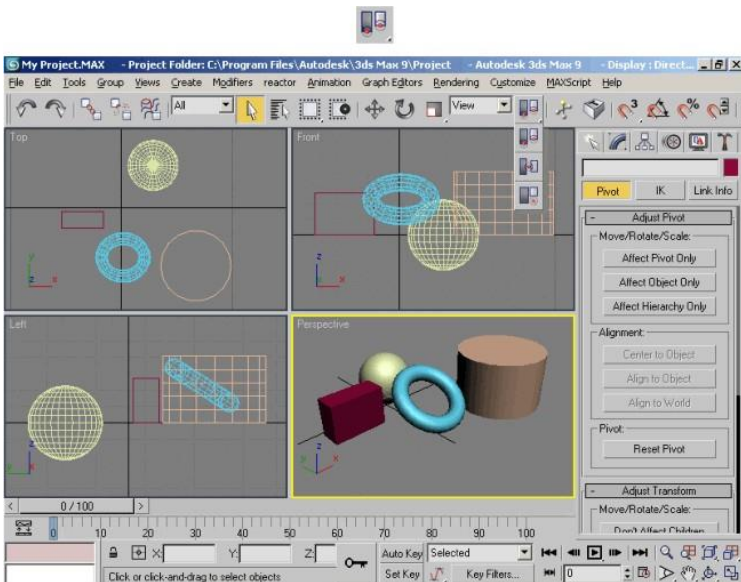 My Project.MAX - Project Folder: C:\Program Files\Autodesk\3ds Max 9\Project - Autodesk 3ds Max 9 - Display : Direct...
File Edit Tools Group Views Create Modifiers reactor Animation Graph Editors Rendering Customize MAXScript Help
All View 3 %
Top Front
Pivot IK Link Info
- Adjust Pivot
Move/Rotate/Scale:
Affect Pivot Only
Affect Object Only
Affect Hierarchy Only
z
y
x
z
x
Left Perspective
Alignment:
Center to Object
Align to Object
Align to World
Pivot:
Reset Pivot
z
y
z
y x
- Adjust Transform
Move/Rotate/Scale:
Don't Affect Children
< 0 / 100 >
0 10 20 30 40 50 60 70 80 90 100
X: Y: Z: Auto Key Selected
Click or click-and-drag to select objects Set Key Key Filters... 0